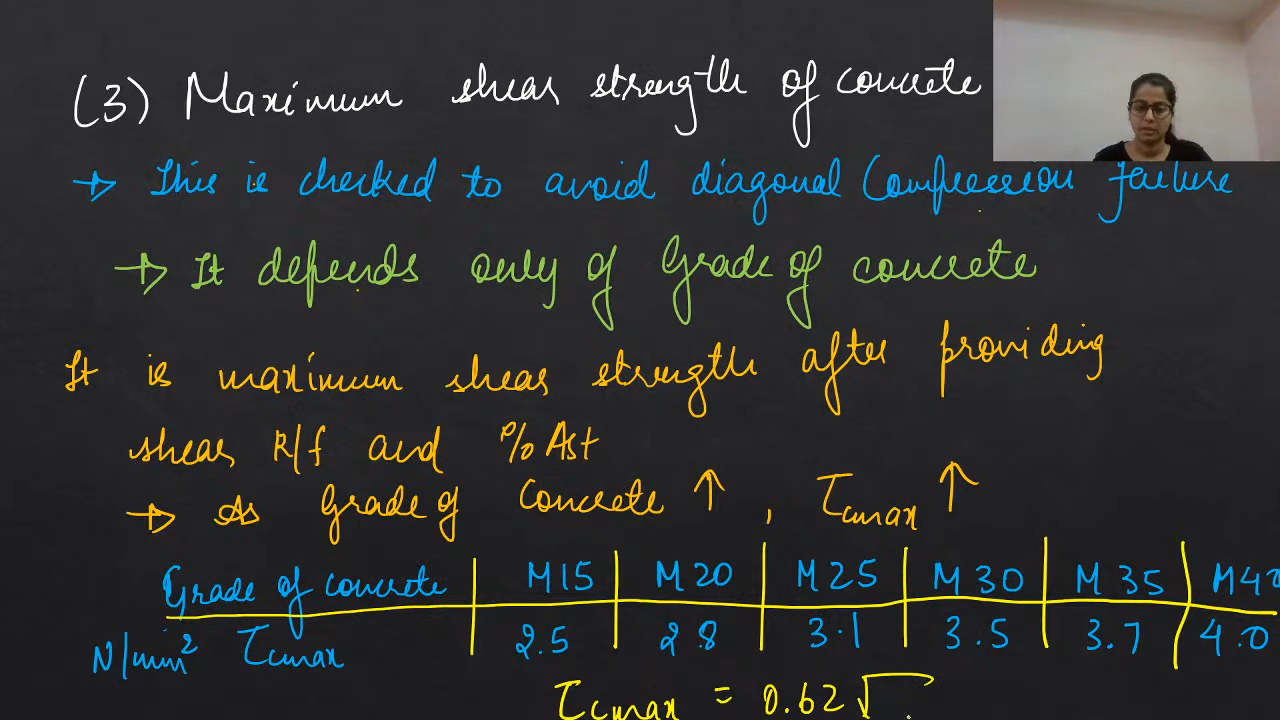 (3) Maximum shear strength of concrete
→ This is checked to avoid diagonal Compression failure
→ It depends only of Grade of concrete
It is maximum shear strength after providing
shear R/f and % Ast
→ As Grade of Concrete ↑, τcmax ↑
Grade of concrete | M15 | M20 | M25 | M30 | M35 | M40
N/mm² τcmax | 2.5 | 2.8 | 3.1 | 3.5 | 3.7 | 4.0
τcmax = 0.62√